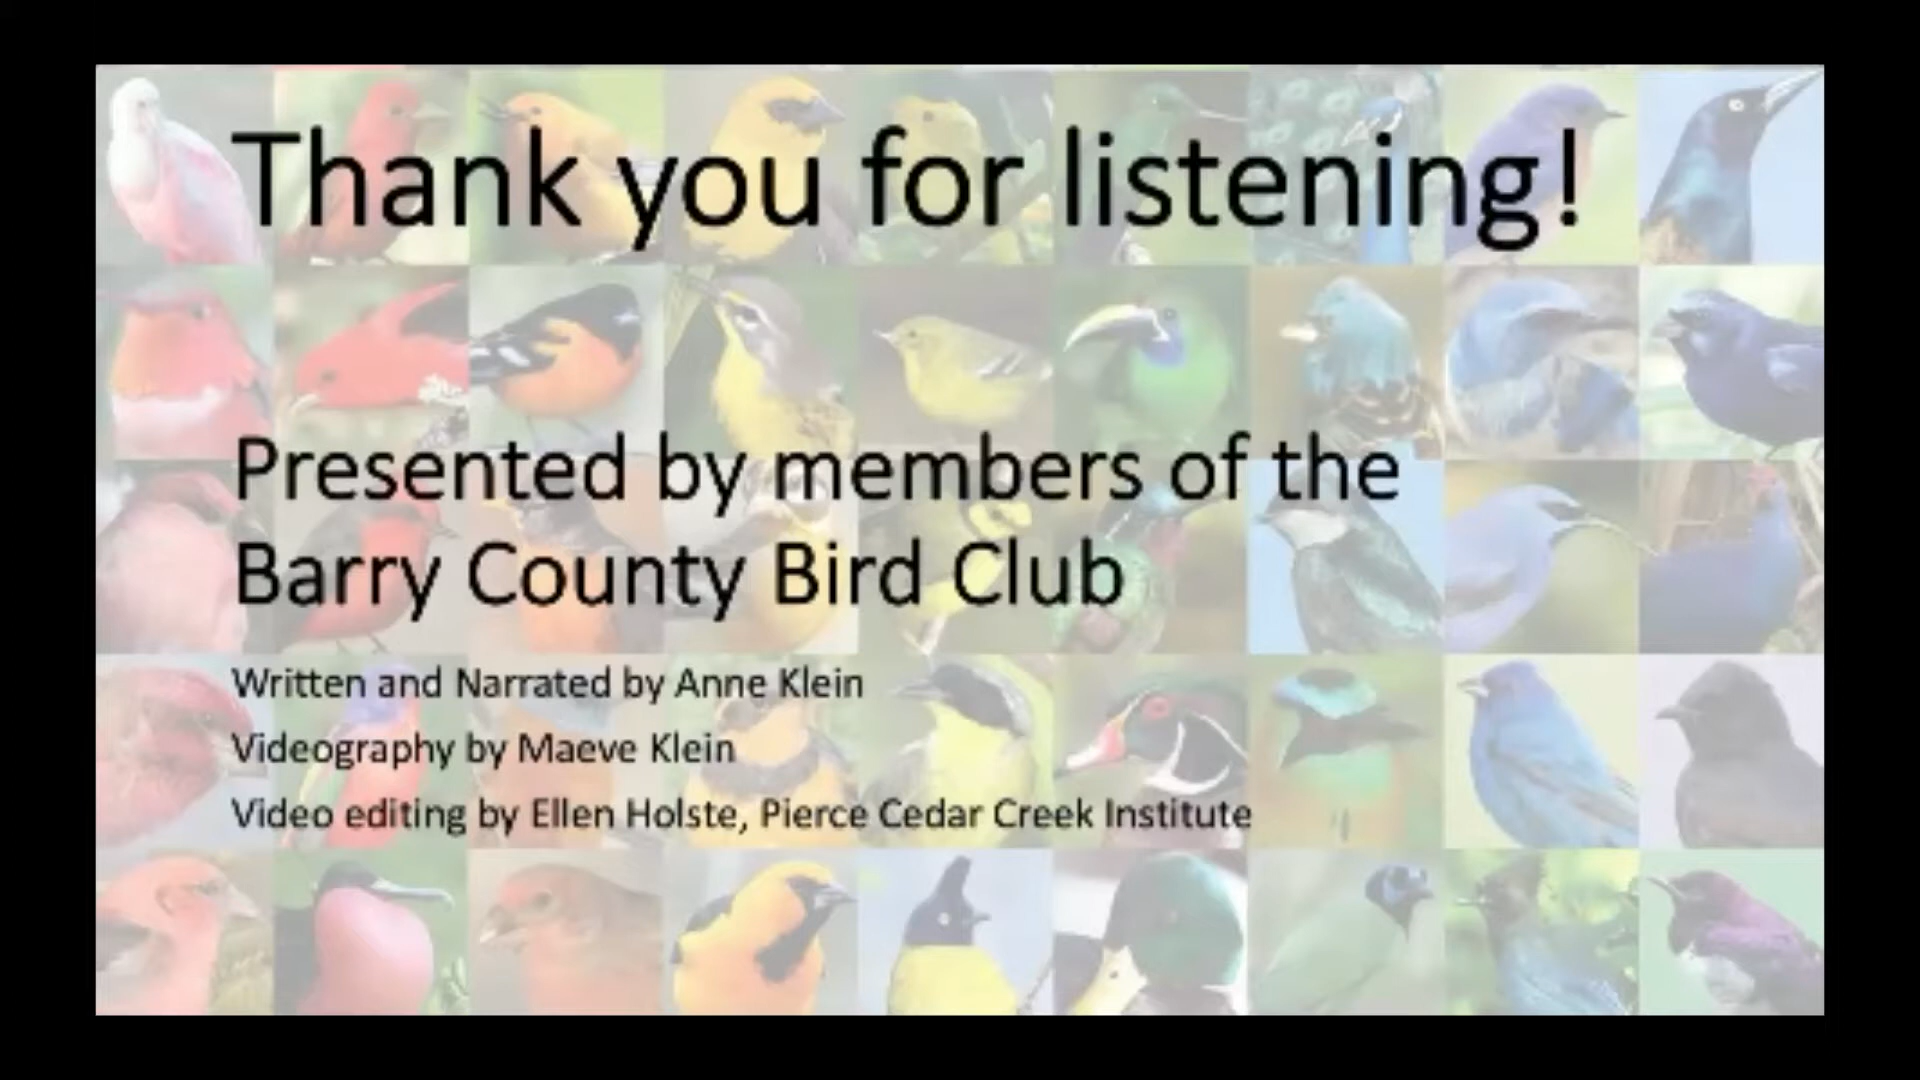 Thank you for listening!
Presented by members of the
Barry County Bird Club
Written and Narrated by Anne Klein
Videography by Maeve Klein
Video editing by Ellen Holste, Pierce Cedar Creek Institute